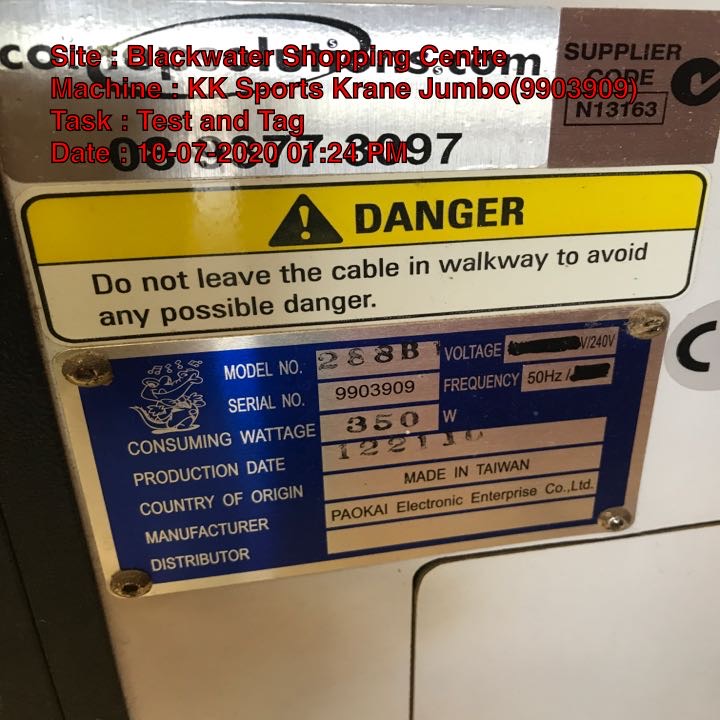 Site : Blackwater Shopping Centre
Machine : KK Sports Krane Jumbo(9903909)
Task : Test and Tag
Date : 10-07-2020 01:24 PM
SUPPLIER
CODE
N13163
DANGER
Do not leave the cable in walkway to avoid
any possible danger.
MODEL NO. 288B VOLTAGE V/240V
SERIAL NO. 9903909 FREQUENCY 50Hz /
CONSUMING WATTAGE 350 W
PRODUCTION DATE
COUNTRY OF ORIGIN MADE IN TAIWAN
MANUFACTURER PAOKAI Electronic Enterprise Co.,Ltd.
DISTRIBUTOR